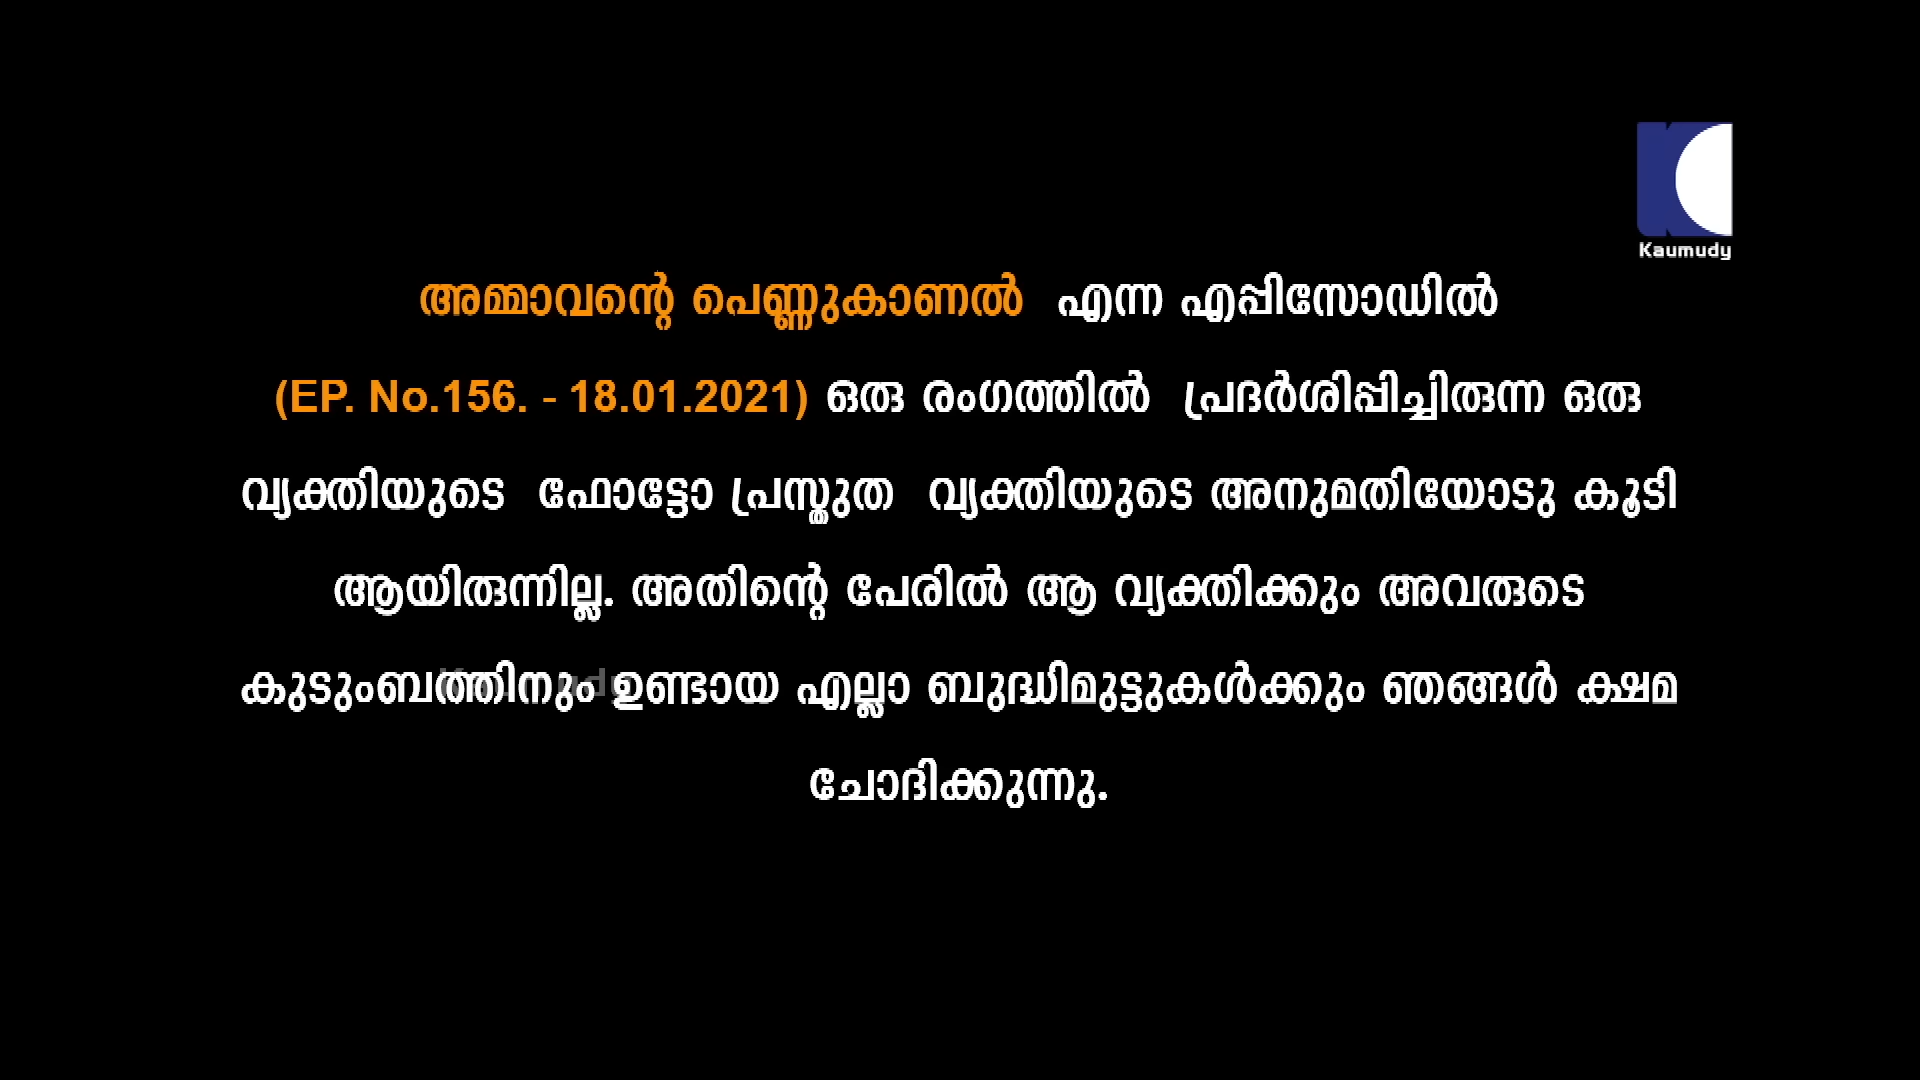 Kaumudy
അമ്മാവന്റെ പെണ്ണുകാണൽ എന്ന എപ്പിസോഡിൽ
(EP. No.156. - 18.01.2021) ഒരു രംഗത്തിൽ പ്രദർശിപ്പിച്ചിരുന്ന ഒരു
വ്യക്തിയുടെ ഫോട്ടോ പ്രസ്തുത വ്യക്തിയുടെ അനുമതിയോടു കൂടി
ആയിരുന്നില്ല. അതിന്റെ പേരിൽ ആ വ്യക്തിക്കും അവരുടെ
കുടുംബത്തിനും ഉണ്ടായ എല്ലാ ബുദ്ധിമുട്ടുകൾക്കും ഞങ്ങൾ ക്ഷമ
ചോദിക്കുന്നു.
Kaumudy